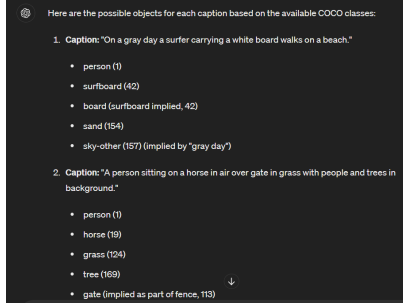 Here are the possible objects for each caption based on the available COCO classes:
1. Caption: "On a gray day a surfer carrying a white board walks on a beach."
• person (1)
• surfboard (42)
• board (surfboard implied, 42)
• sand (154)
• sky-other (157) (implied by "gray day")
2. Caption: "A person sitting on a horse in air over gate in grass with people and trees in
background."
• person (1)
• horse (19)
• grass (124)
• tree (169)
• gate (implied as part of fence, 113)